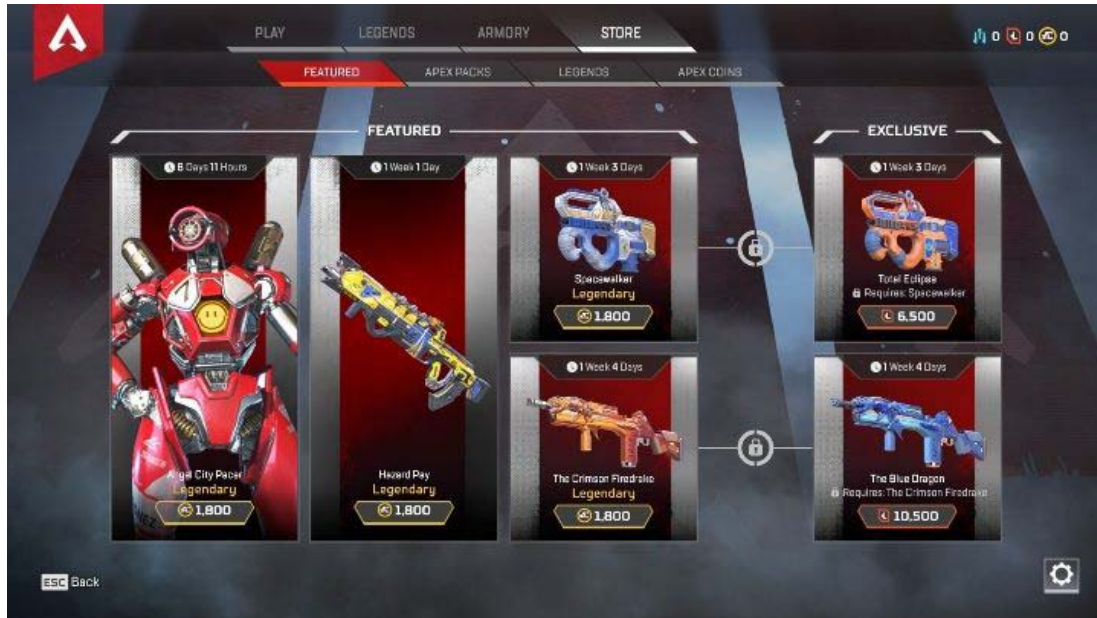 PLAY
LEGENDS
ARMORY
STORE
0 0 0
FEATURED
APEX PACKS
LEGENDS
APEX COINS
FEATURED
EXCLUSIVE
6 Days 11 Hours
1 Week 1 Day
1 Week 3 Days
1 Week 3 Days
Spacewalker
Legendary
1,800
Total Eclipse
Requires: Spacewalker
6,500
1 Week 4 Days
1 Week 4 Days
Angel City Pacer
Legendary
1,800
Hazard Pay
Legendary
1,800
The Crimson Firedrake
Legendary
1,800
The Blue Dragon
Requires: The Crimson Firedrake
10,500
ESC Back